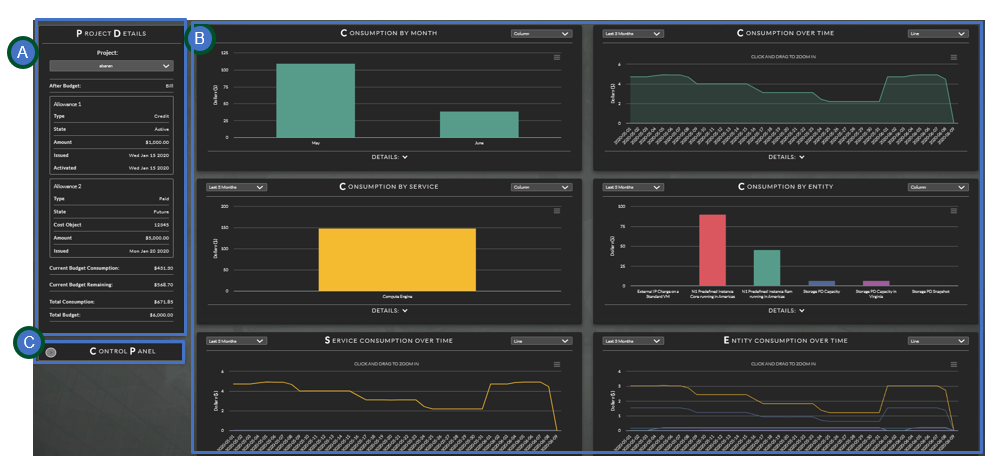 A
PROJECT DETAILS
Project:
After Budget: Bill
Allowance 1
Type Credit
State Active
Amount $1,000.00
Issued Wed Jan 15 2020
Activated Wed Jan 15 2020
Allowance 2
Type Paid
State Future
Cost Object 12345
Amount $5,000.00
Issued Mon Jan 20 2020
Current Budget Consumption: $431.30
Current Budget Remaining: $568.70
Total Consumption: $671.85
Total Budget: $6,000.00
C
CONTROL PANEL
B
CONSUMPTION BY MONTH
Column
Dollars ($)
125
100
75
50
25
0
May June
DETAILS:
Last 3 Months
CONSUMPTION OVER TIME
Line
CLICK AND DRAG TO ZOOM IN
Dollars ($)
6
4
2
0
DETAILS:
Last 3 Months
CONSUMPTION BY SERVICE
Column
Dollars ($)
200
150
100
50
0
Compute Engine
DETAILS:
Last 3 Months
CONSUMPTION BY ENTITY
Column
Dollars ($)
100
75
50
25
0
External IP Charge on a Standard VM
N1 Predefined Instance Core running in Americas
N1 Predefined Instance Ram running in Americas
Storage PD Capacity
Storage PD Capacity in Virginia
Storage PD Snapshot
DETAILS:
Last 3 Months
SERVICE CONSUMPTION OVER TIME
Line
CLICK AND DRAG TO ZOOM IN
Dollars ($)
6
4
2
0
Last 3 Months
ENTITY CONSUMPTION OVER TIME
Line
CLICK AND DRAG TO ZOOM IN
Dollars ($)
4
3
2
1
0